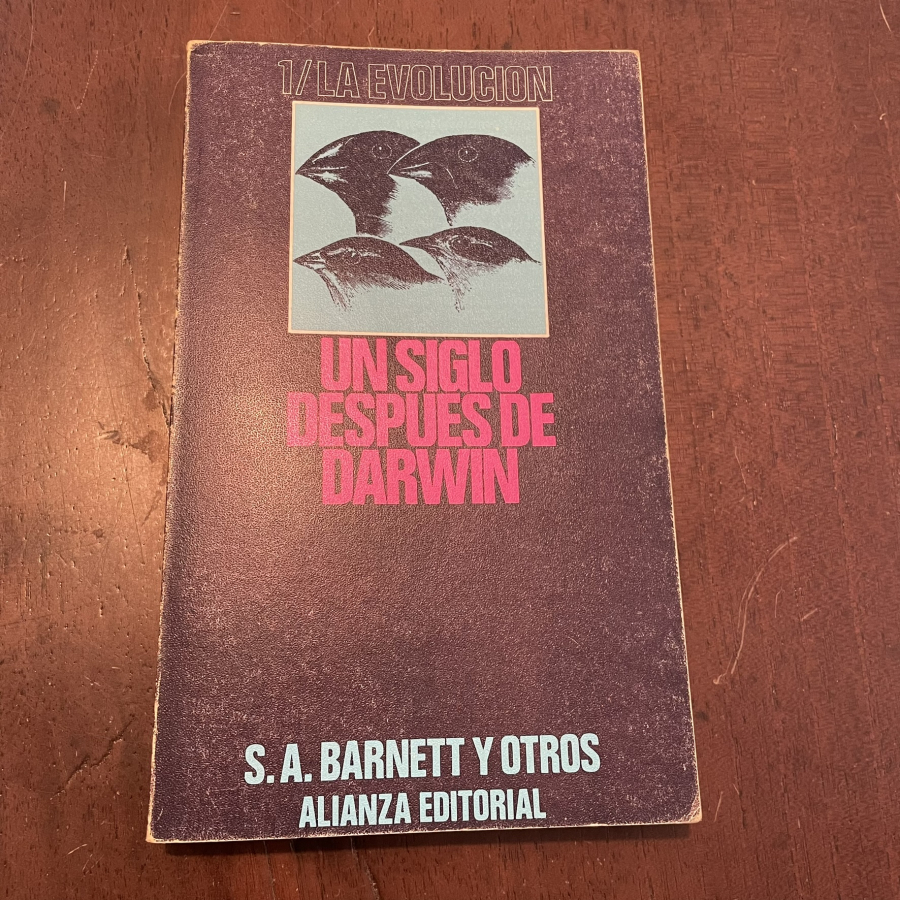 1/LA EVOLUCION
UN SIGLO
DESPUES DE
DARWIN
S.A. BARNETT Y OTROS
ALIANZA EDITORIAL